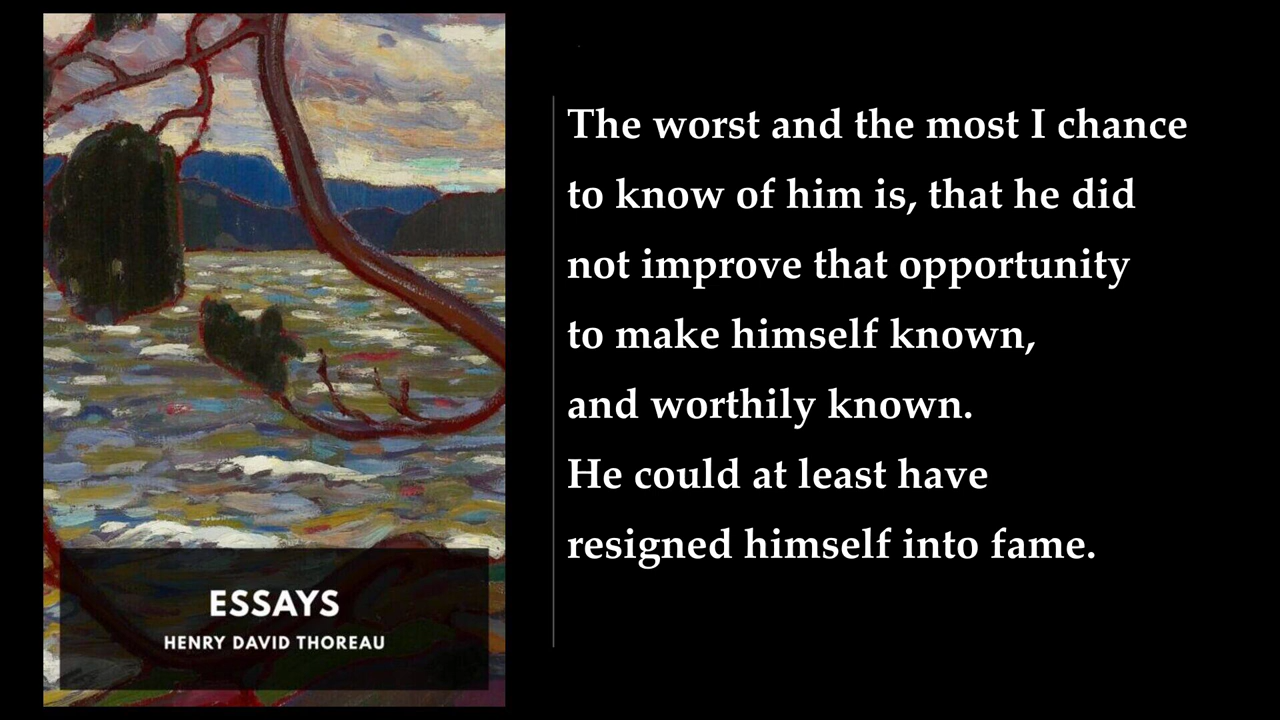 ESSAYS
HENRY DAVID THOREAU
The worst and the most I chance
to know of him is, that he did
not improve that opportunity
to make himself known,
and worthily known.
He could at least have
resigned himself into fame.